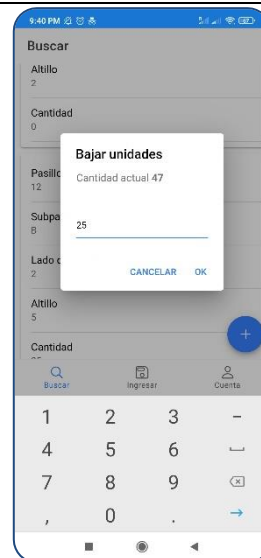 9:40 PM
Buscar
Altillo
2
Cantidad
0
Bajar unidades
Cantidad actual 47
25
CANCELAR OK
Pasillo
12
Subpa
B
Lado d
2
Altillo
5
Cantidad
+
Buscar Ingresar Cuenta
1 2 3 -
4 5 6
7 8 9
, 0 .